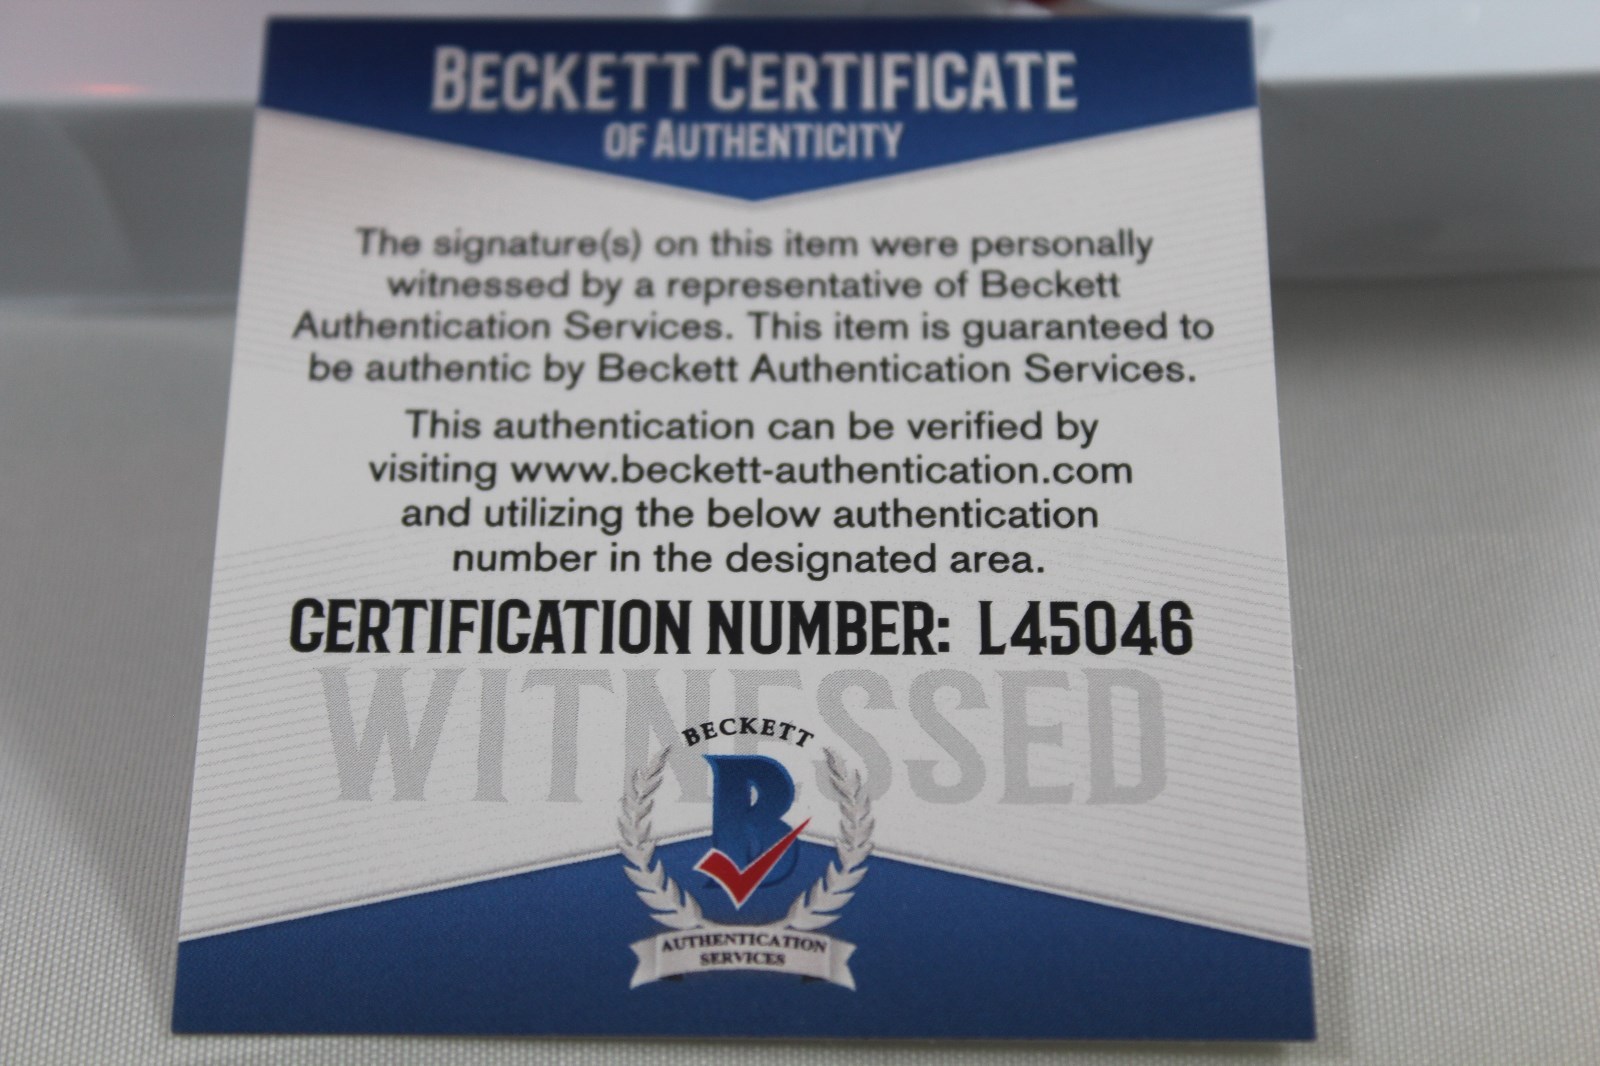 BECKETT CERTIFICATE
OF AUTHENTICITY
The signature(s) on this item were personally
witnessed by a representative of Beckett
Authentication Services. This item is guaranteed to
be authentic by Beckett Authentication Services.
This authentication can be verified by
visiting www.beckett-authentication.com
and utilizing the below authentication
number in the designated area.
CERTIFICATION NUMBER: L45046
WITNESSED
BECKETT
B
AUTHENTICATION
SERVICES